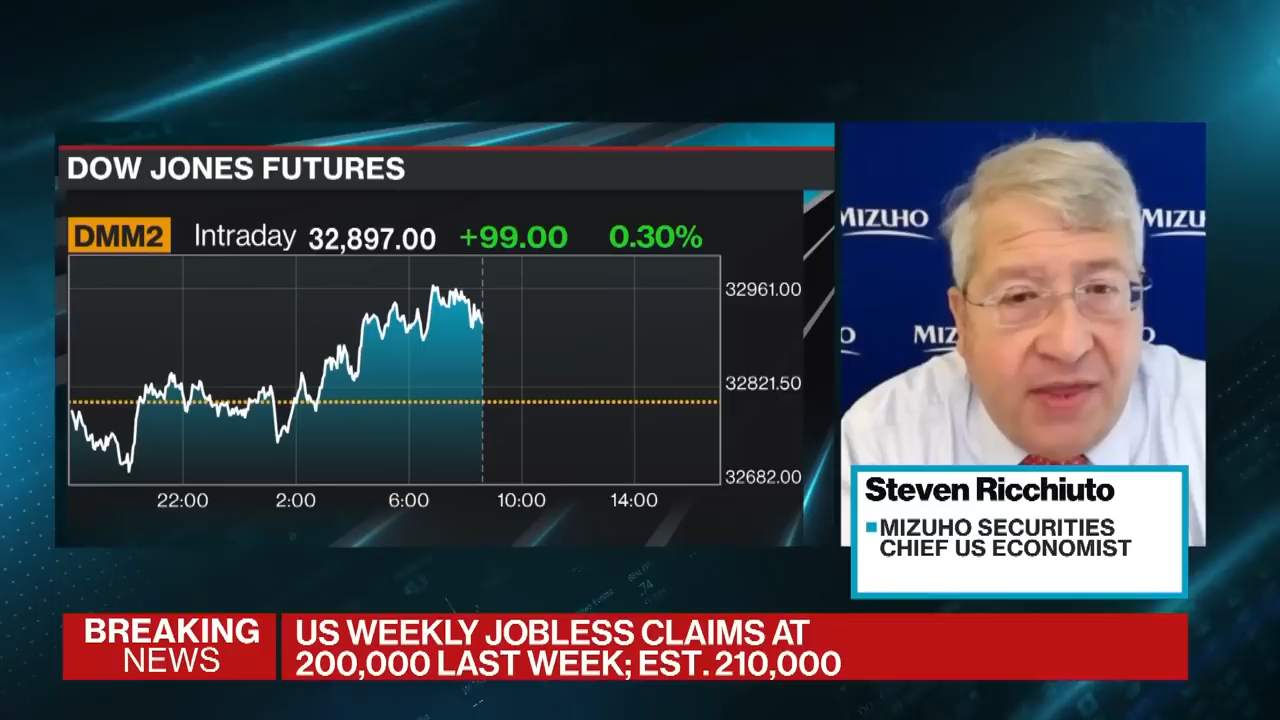 DOW JONES FUTURES
DMM2 Intraday 32,897.00 +99.00 0.30%
32961.00
32821.50
32682.00
22:00 2:00 6:00 10:00 14:00
MIZUHO
MIZU
O
MIZ
Steven Ricchiuto
MIZUHO SECURITIES
CHIEF US ECONOMIST
BREAKING
NEWS
US WEEKLY JOBLESS CLAIMS AT
200,000 LAST WEEK; EST. 210,000